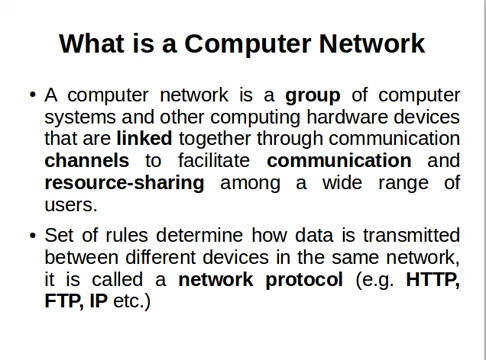 What is a Computer Network
• A computer network is a group of computer
systems and other computing hardware devices
that are linked together through communication
channels to facilitate communication and
resource-sharing among a wide range of
users.
• Set of rules determine how data is transmitted
between different devices in the same network,
it is called a network protocol (e.g. HTTP,
FTP, IP etc.)